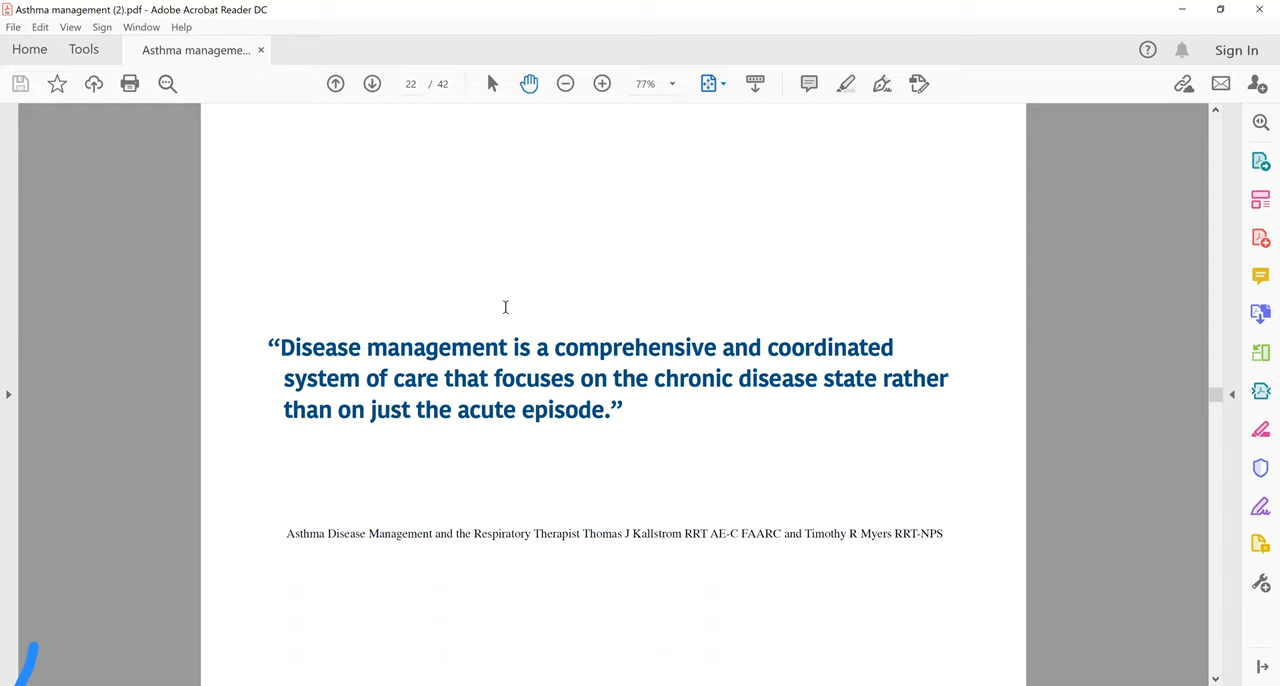 Asthma management (2).pdf - Adobe Acrobat Reader DC
File Edit View Sign Window Help
Home Tools Asthma manageme... × Sign In
22 / 42 77%
“Disease management is a comprehensive and coordinated
system of care that focuses on the chronic disease state rather
than on just the acute episode.”
Asthma Disease Management and the Respiratory Therapist Thomas J Kallstrom RRT AE-C FAARC and Timothy R Myers RRT-NPS